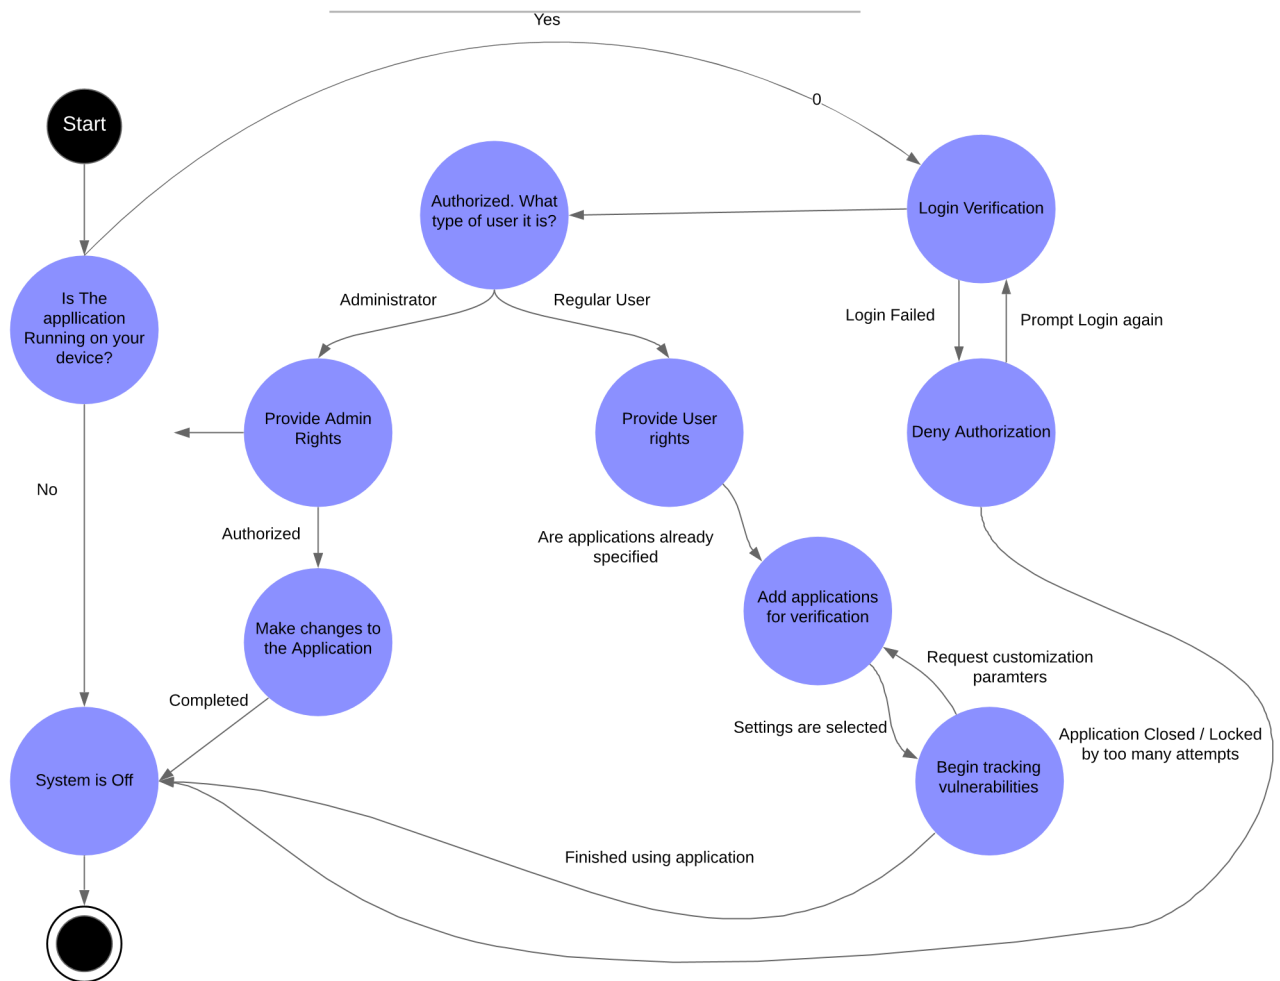 Yes
0
Start
Authorized. What
type of user it is?
Login Verification
Is The
appllication
Running on your
device?
Administrator
Regular User
Login Failed
Prompt Login again
Provide Admin
Rights
Provide User
rights
Deny Authorization
No
Authorized
Are applications already
specified
Add applications
for verification
Make changes to
the Application
Request customization
paramters
Completed
Settings are selected
Application Closed / Locked
by too many attempts
System is Off
Begin tracking
vulnerabilities
Finished using application